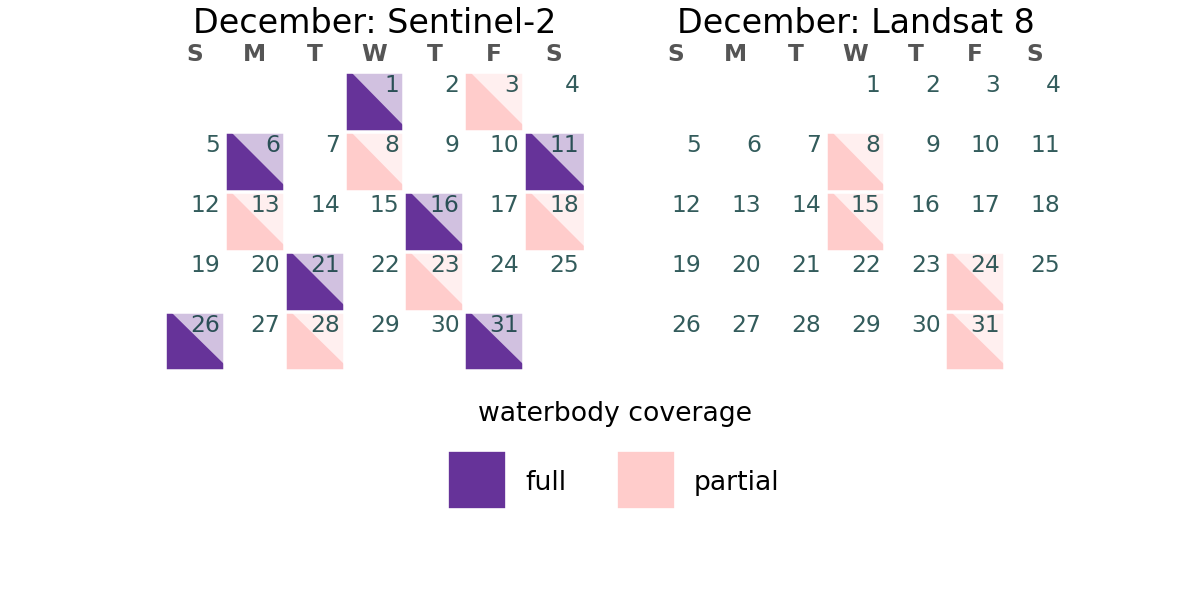 December: Sentinel-2
S M T W T F S
1 2 3 4
5 6 7 8 9 10 11
12 13 14 15 16 17 18
19 20 21 22 23 24 25
26 27 28 29 30 31
December: Landsat 8
S M T W T F S
1 2 3 4
5 6 7 8 9 10 11
12 13 14 15 16 17 18
19 20 21 22 23 24 25
26 27 28 29 30 31
waterbody coverage
full
partial